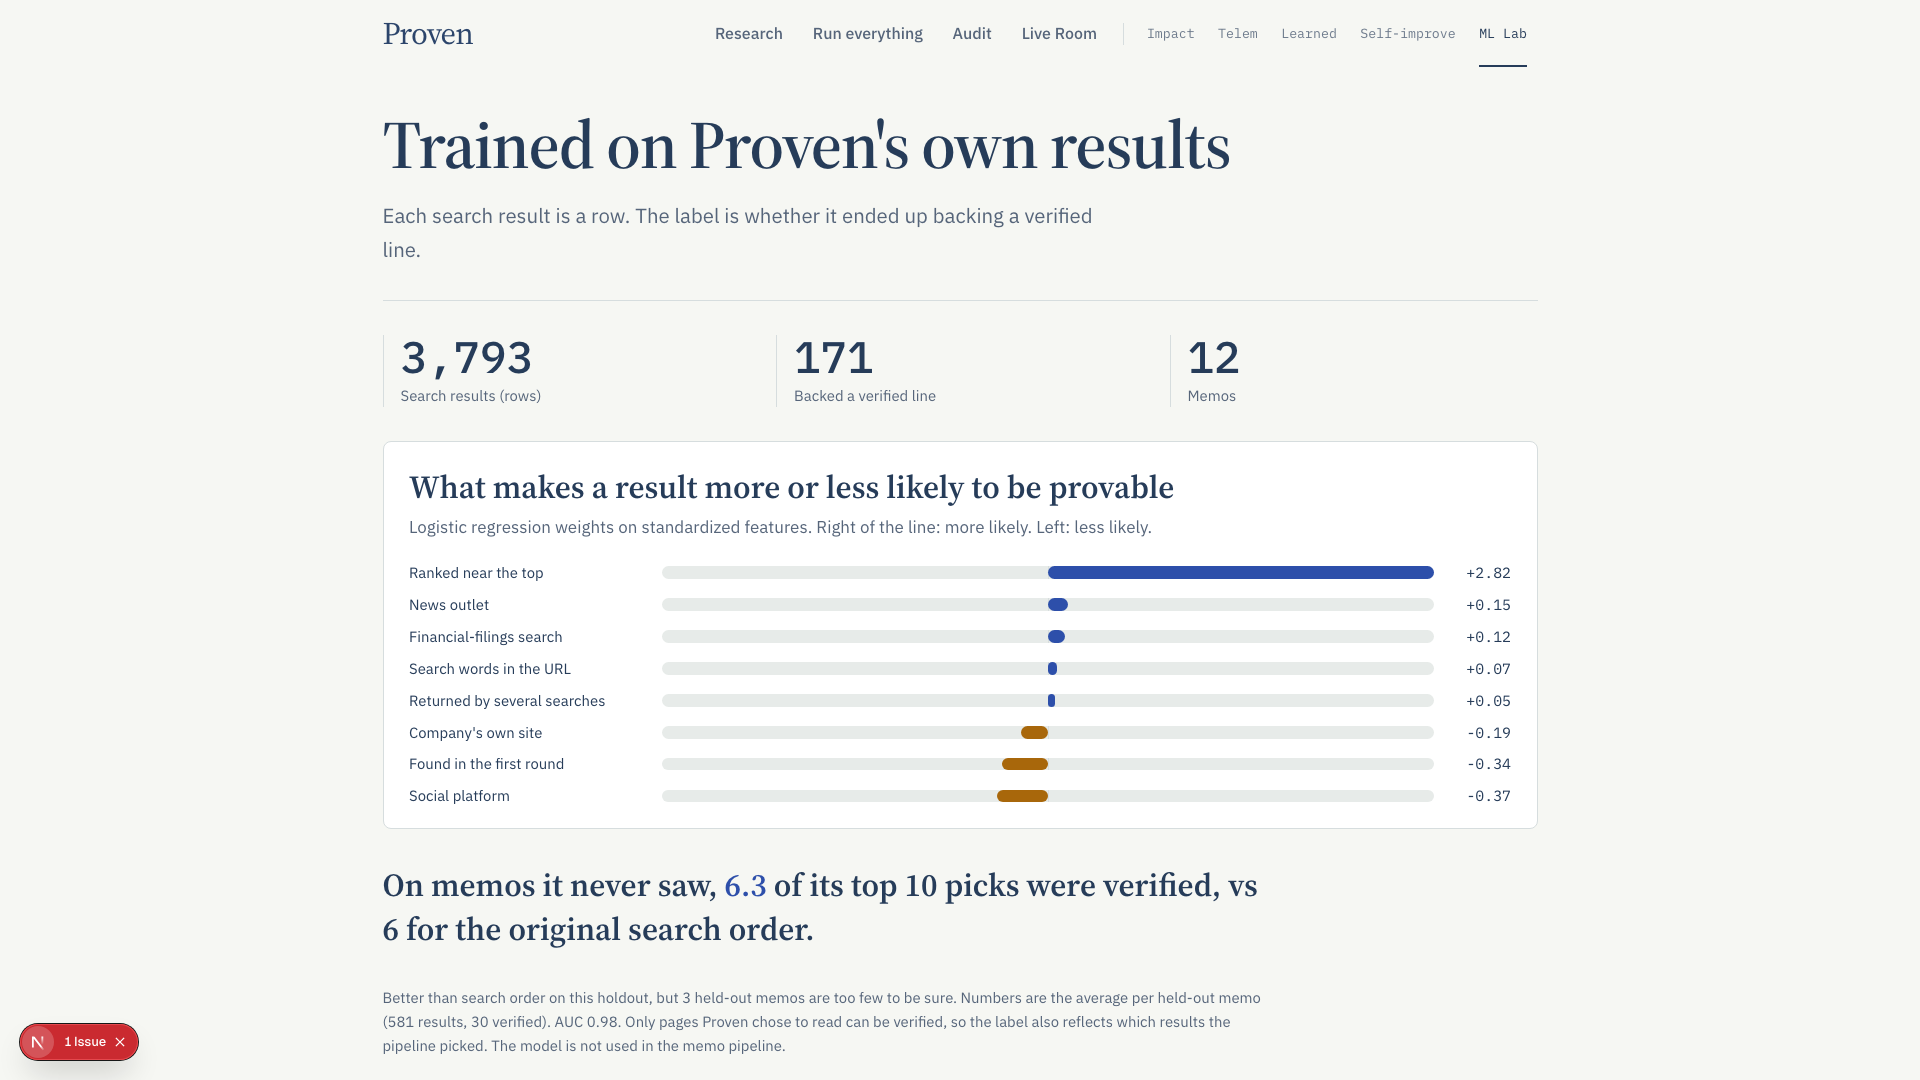 Proven
Research Run everything Audit Live Room Impact Telem Learned Self-improve ML Lab
Trained on Proven's own results
Each search result is a row. The label is whether it ended up backing a verified
line.
3,793 171 12
Search results (rows) Backed a verified line Memos
What makes a result more or less likely to be provable
Logistic regression weights on standardized features. Right of the line: more likely. Left: less likely.
Ranked near the top +2.82
News outlet +0.15
Financial-filings search +0.12
Search words in the URL +0.07
Returned by several searches +0.05
Company's own site -0.19
Found in the first round -0.34
Social platform -0.37
On memos it never saw, 6.3 of its top 10 picks were verified, vs
6 for the original search order.
Better than search order on this holdout, but 3 held-out memos are too few to be sure. Numbers are the average per held-out memo
(581 results, 30 verified). AUC 0.98. Only pages Proven chose to read can be verified, so the label also reflects which results the
pipeline picked. The model is not used in the memo pipeline.
N 1 Issue